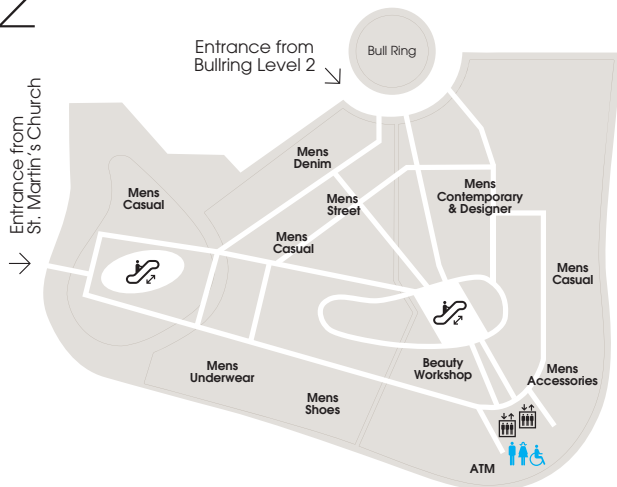 2
Entrance from
Bullring Level 2
Bull Ring
Entrance from
St. Martin's Church
Mens
Denim
Mens
Casual
Mens
Street
Mens
Contemporary
& Designer
Mens
Casual
Mens
Casual
Mens
Underwear
Beauty
Workshop
Mens
Accessories
Mens
Shoes
ATM